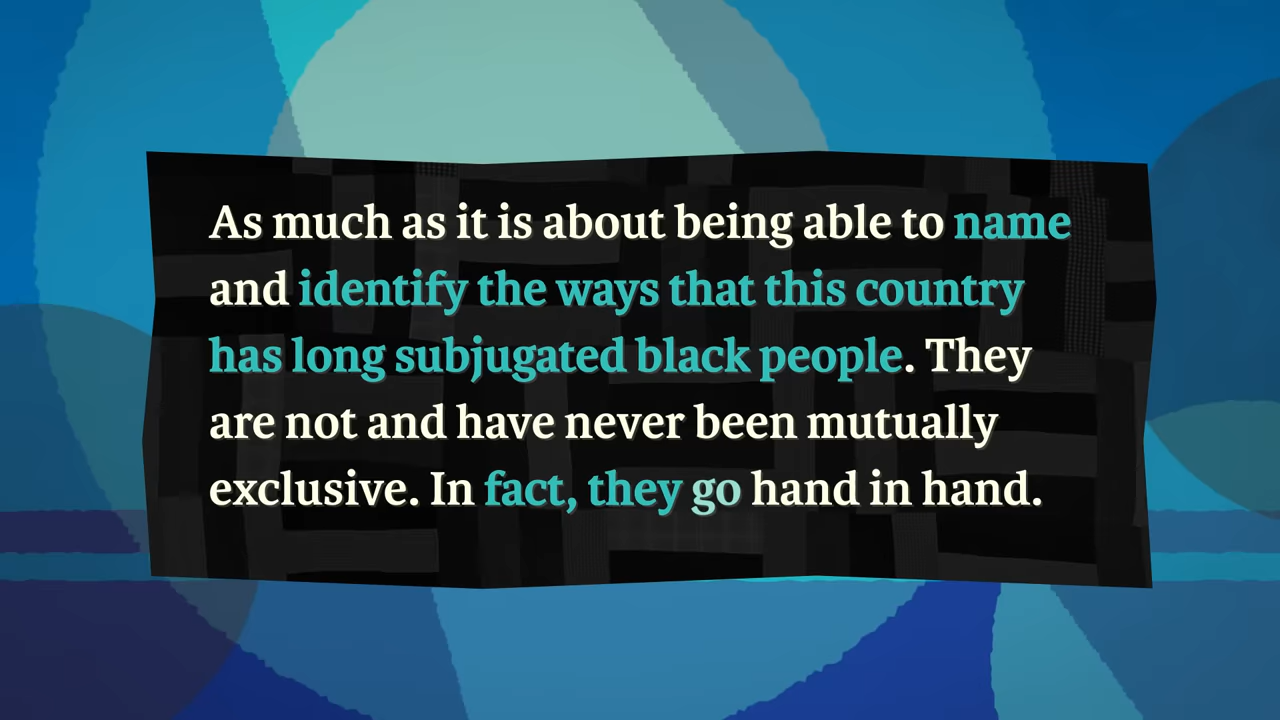 As much as it is about being able to name
and identify the ways that this country
has long subjugated black people. They
are not and have never been mutually
exclusive. In fact, they go hand in hand.